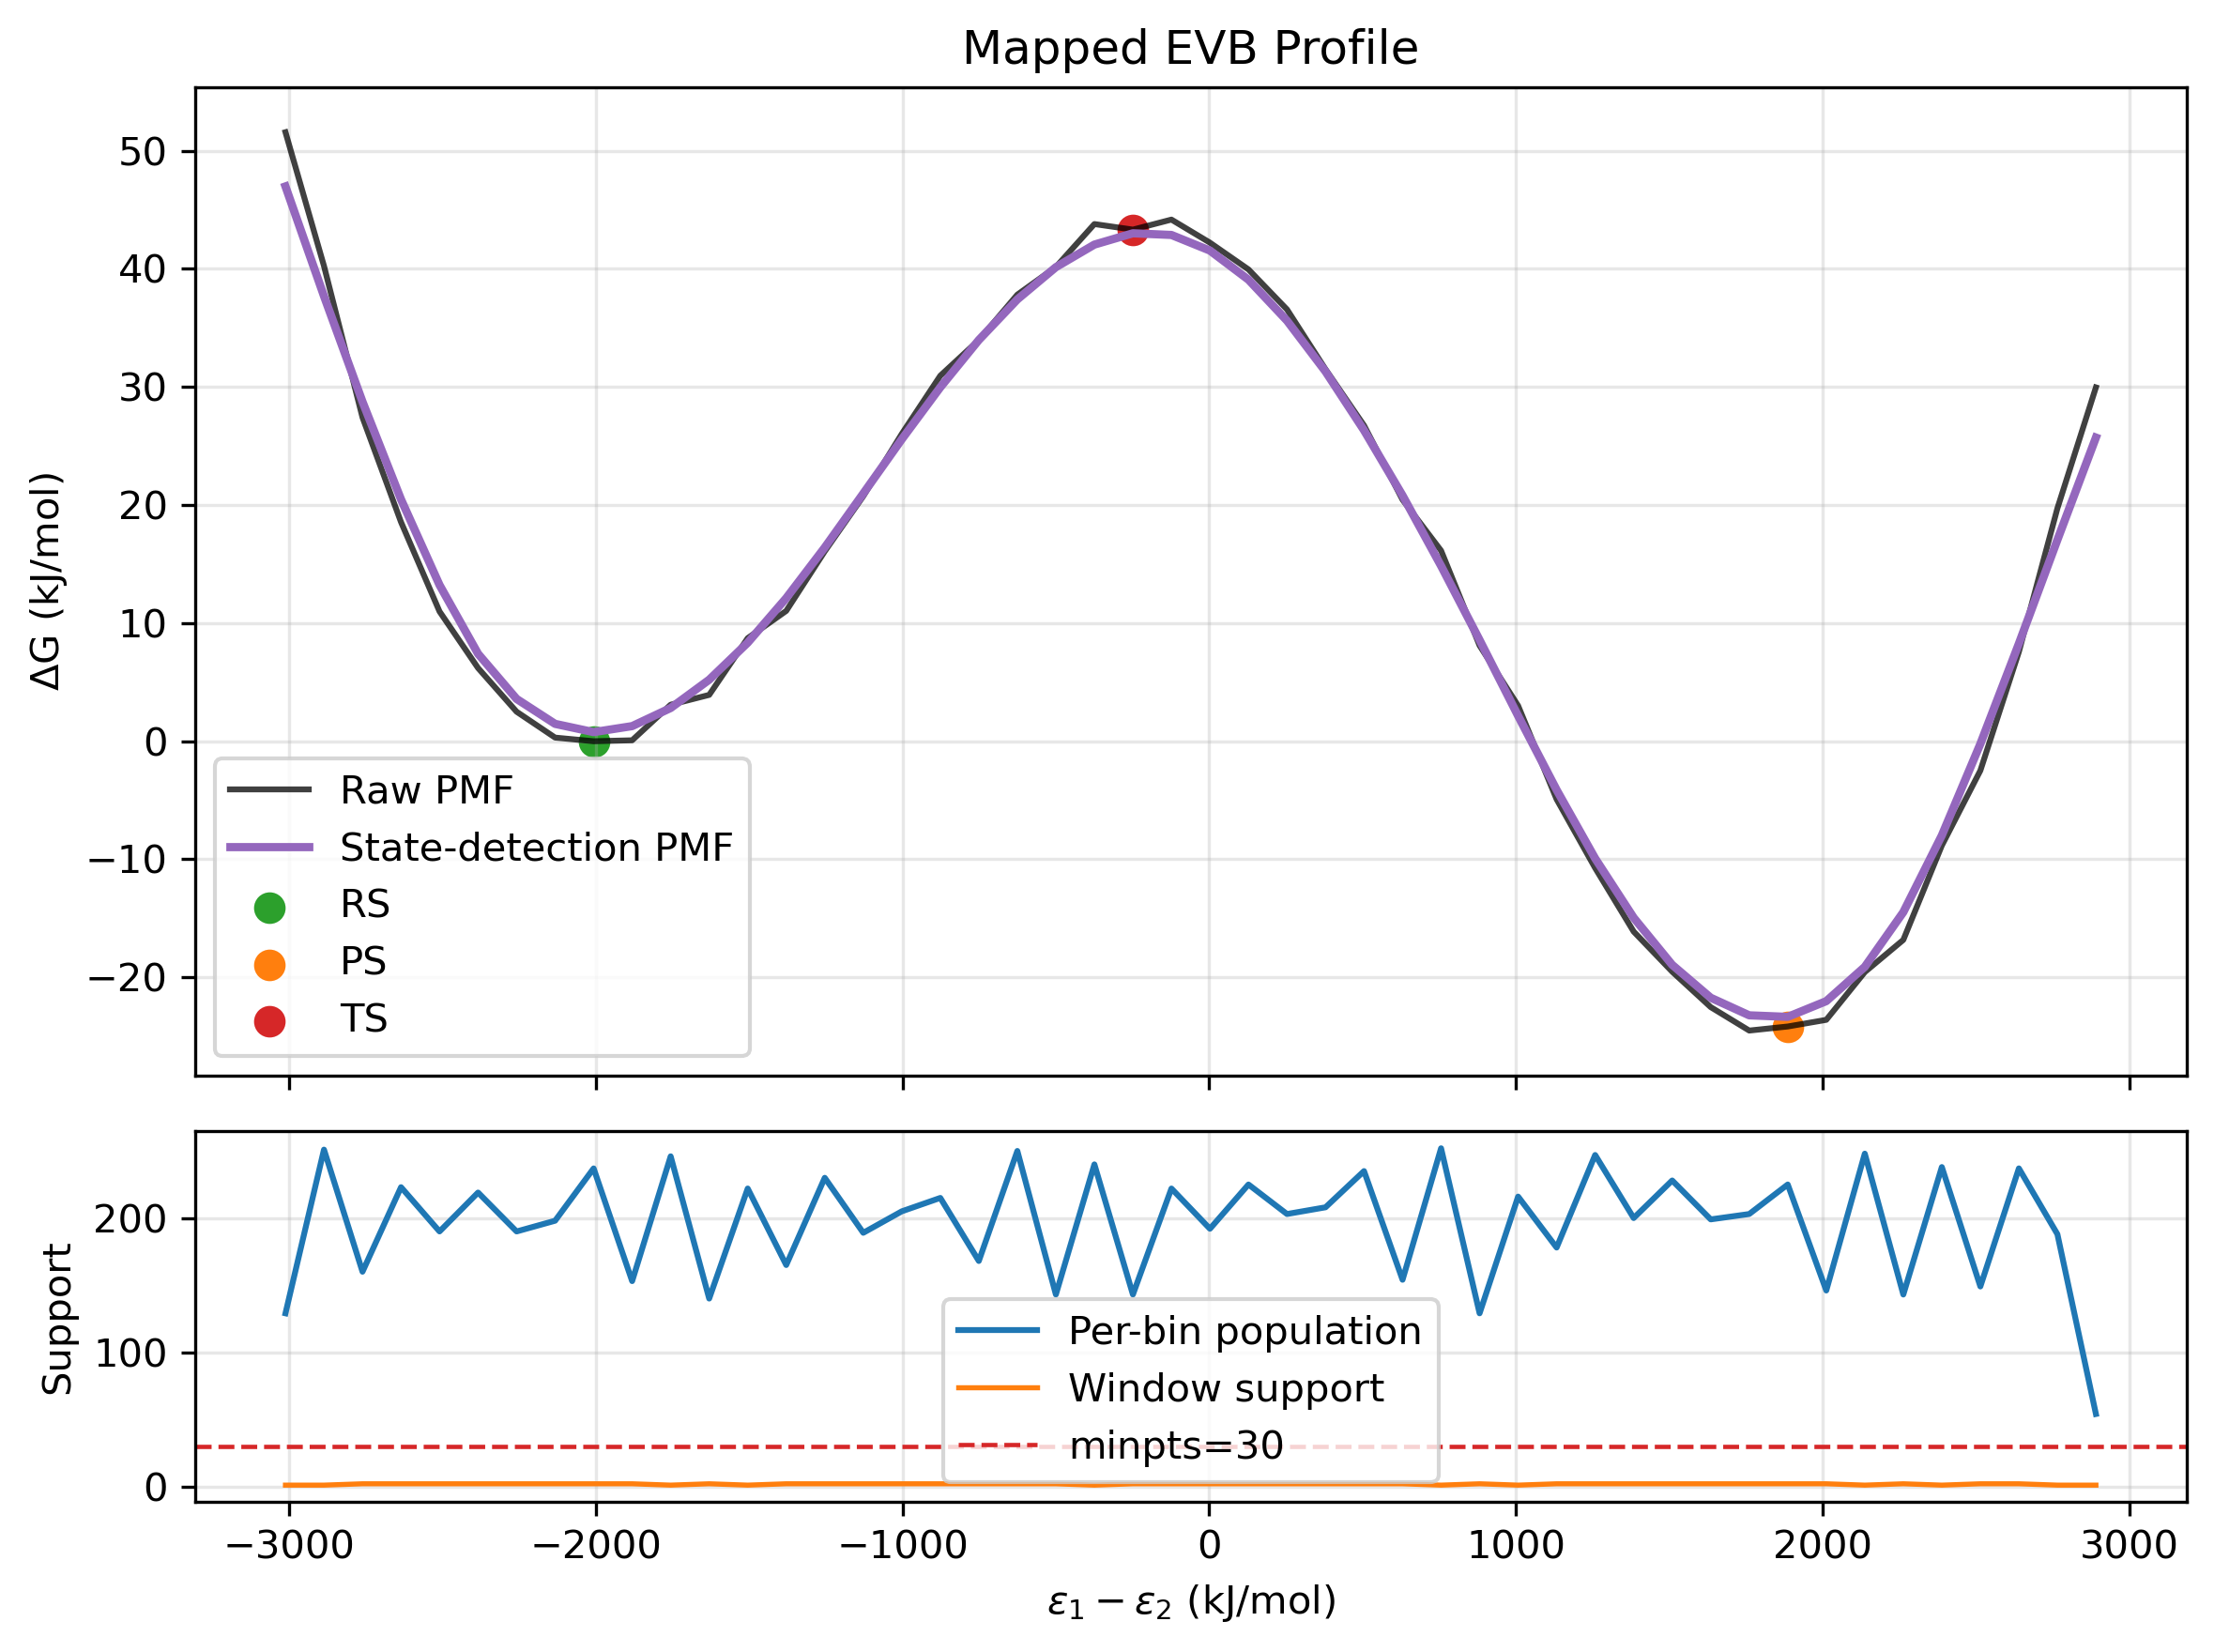 Mapped EVB Profile
ΔG (kJ/mol)
50
40
30
20
10
0
−10
−20
Raw PMF
State-detection PMF
RS
PS
TS
Support
200
100
0
Per-bin population
Window support
minpts=30
−3000 −2000 −1000 0 1000 2000 3000
ε₁ − ε₂ (kJ/mol)